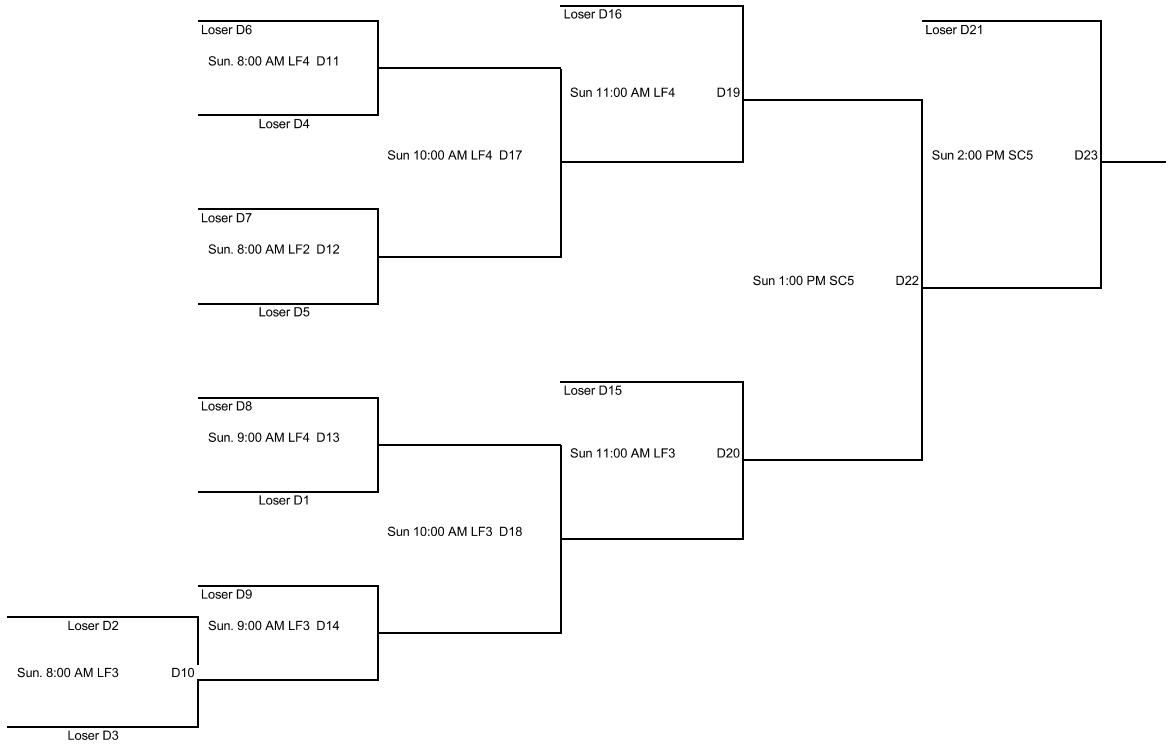 Loser D16
Loser D6
Loser D21
Sun. 8:00 AM LF4 D11
Sun 11:00 AM LF4 D19
Loser D4
Sun 10:00 AM LF4 D17
Sun 2:00 PM SC5 D23
Loser D7
Sun. 8:00 AM LF2 D12
Sun 1:00 PM SC5 D22
Loser D5
Loser D15
Loser D8
Sun. 9:00 AM LF4 D13
Sun 11:00 AM LF3 D20
Loser D1
Sun 10:00 AM LF3 D18
Loser D9
Loser D2
Sun. 9:00 AM LF3 D14
Sun. 8:00 AM LF3 D10
Loser D3